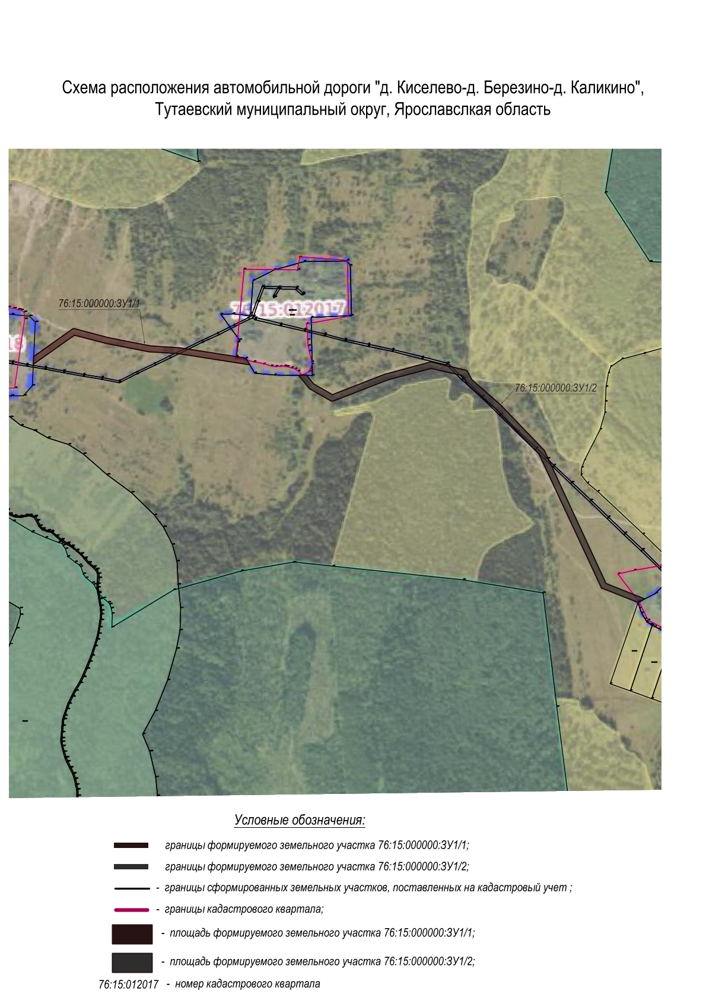 Схема расположения автомобильной дороги "д. Киселево-д. Березино-д. Каликино",
Тутаевский муниципальный округ, Ярославслкая область
76:15:000000:ЗУ1/1
76:15:012017
18
76:15:000000:ЗУ1/2
Условные обозначения:
границы формируемого земельного участка 76:15:000000:ЗУ1/1;
границы формируемого земельного участка 76:15:000000:ЗУ1/2;
- границы сформированных земельных участков, поставленных на кадастровый учет ;
- границы кадастрового квартала;
- площадь формируемого земельного участка 76:15:000000:ЗУ1/1;
- площадь формируемого земельного участка 76:15:000000:ЗУ1/2;
76:15:012017 - номер кадастрового квартала